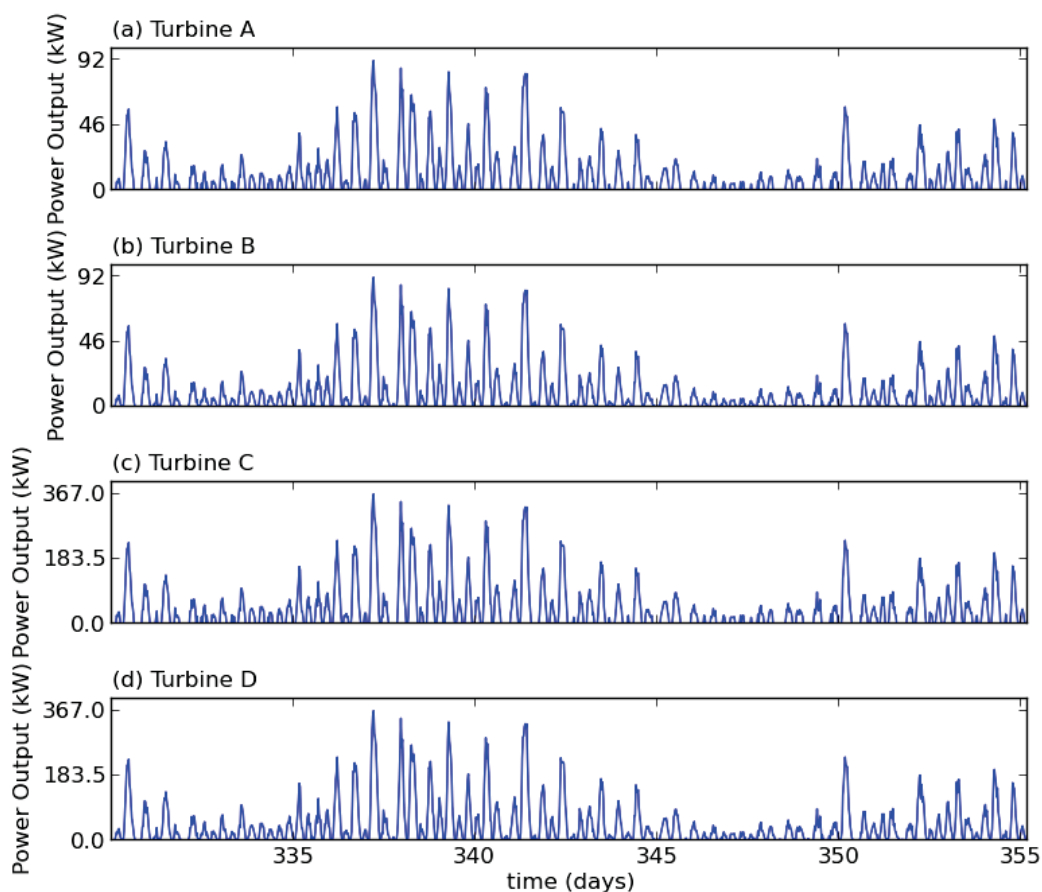 (a) Turbine A
Power Output (kW)
92
46
0
(b) Turbine B
Power Output (kW)
92
46
0
(c) Turbine C
Power Output (kW)
367.0
183.5
0.0
(d) Turbine D
Power Output (kW)
367.0
183.5
0.0
335 340 345 350 355
time (days)